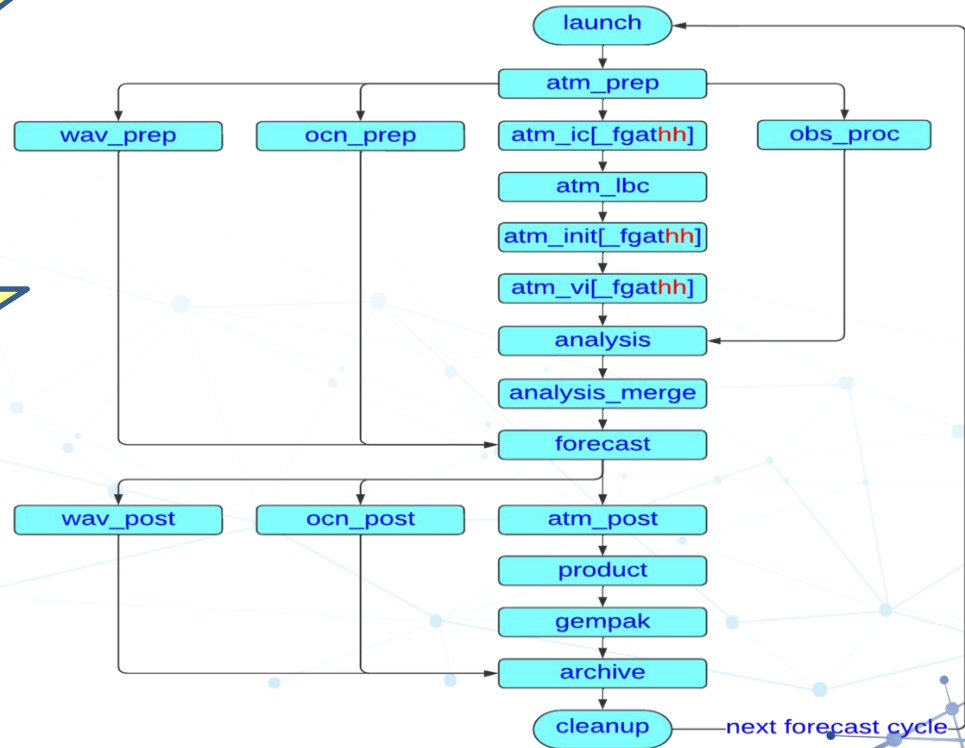 launch
atm_prep
wav_prep
ocn_prep
atm_ic[_fgathh]
obs_proc
atm_lbc
atm_init[_fgathh]
atm_vi[_fgathh]
analysis
analysis_merge
forecast
wav_post
ocn_post
atm_post
product
gempak
archive
cleanup
next forecast cycle